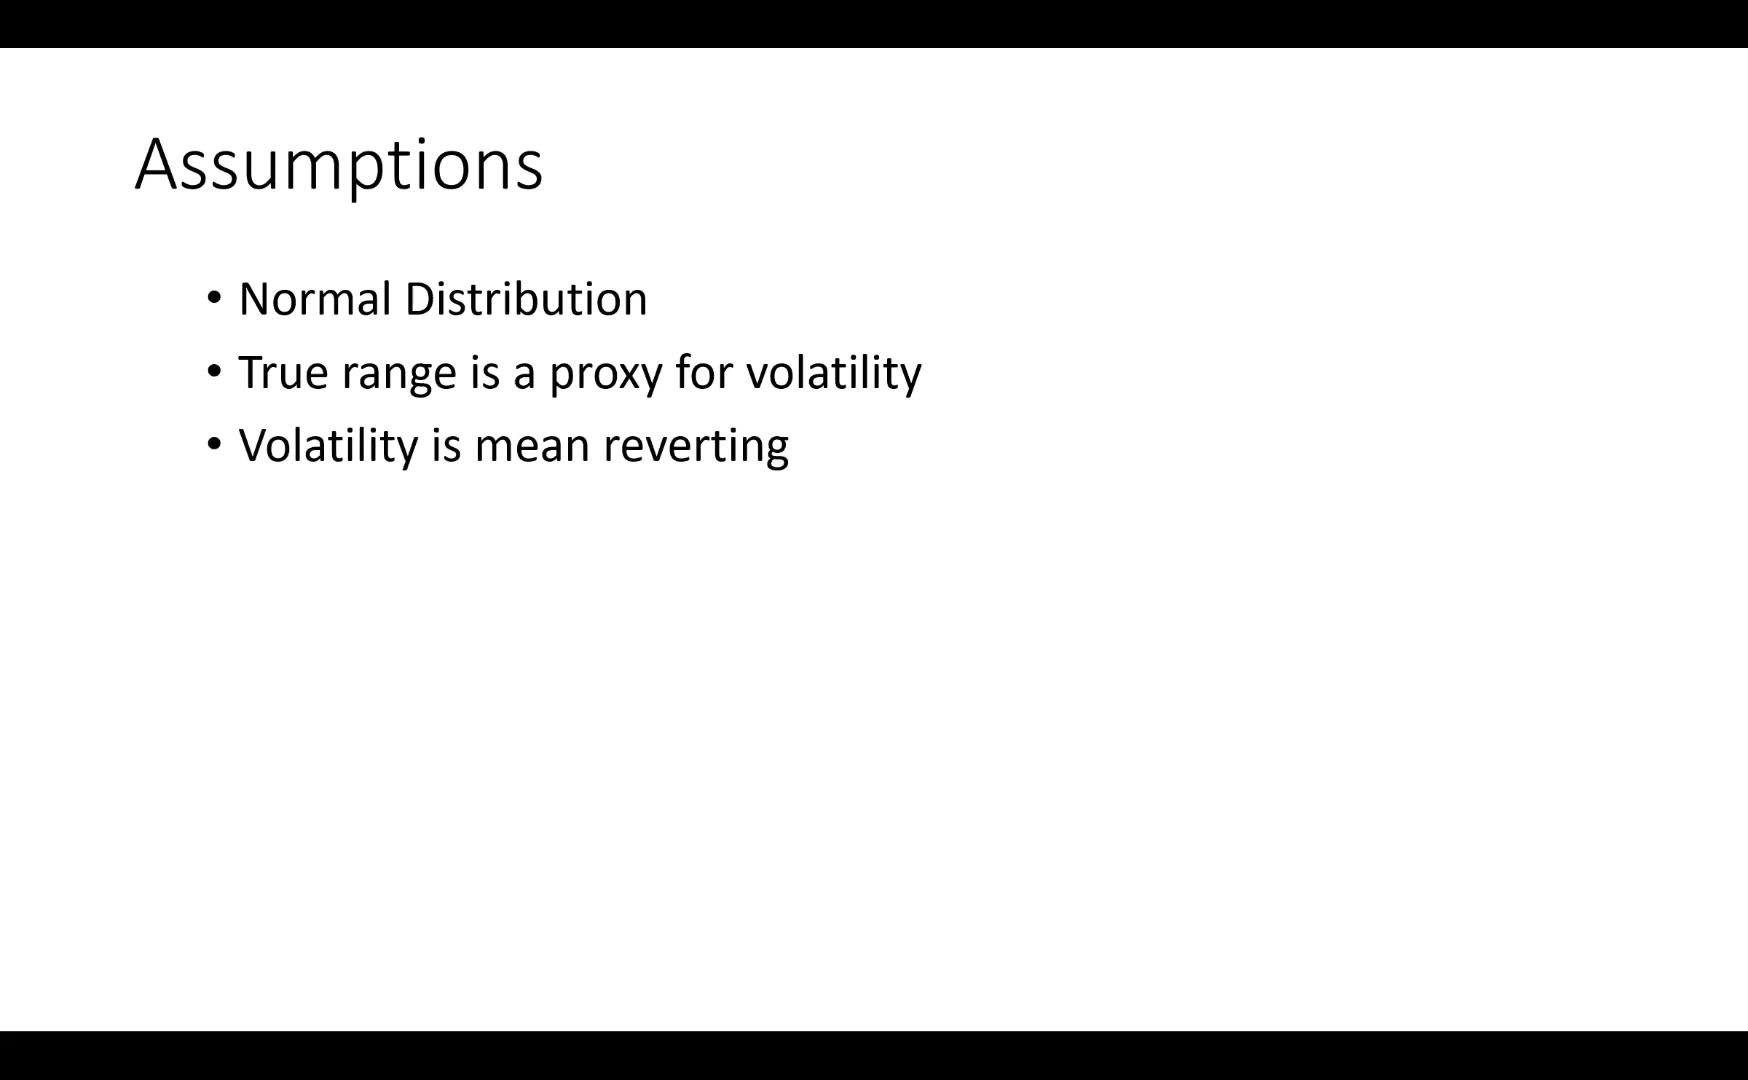 Assumptions
• Normal Distribution
• True range is a proxy for volatility
• Volatility is mean reverting